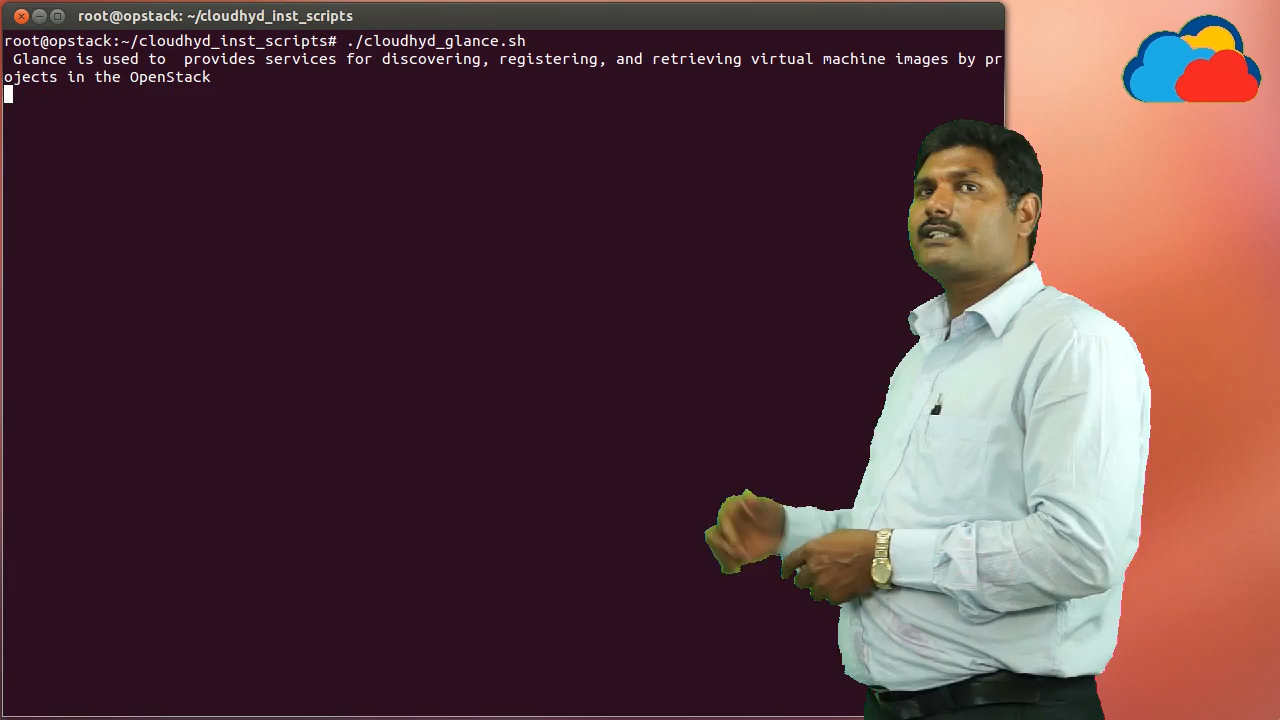 root@opstack: ~/cloudhyd_inst_scripts
root@opstack:~/cloudhyd_inst_scripts# ./cloudhyd_glance.sh
 Glance is used to  provides services for discovering, registering, and retrieving virtual machine images by pr
ojects in the OpenStack